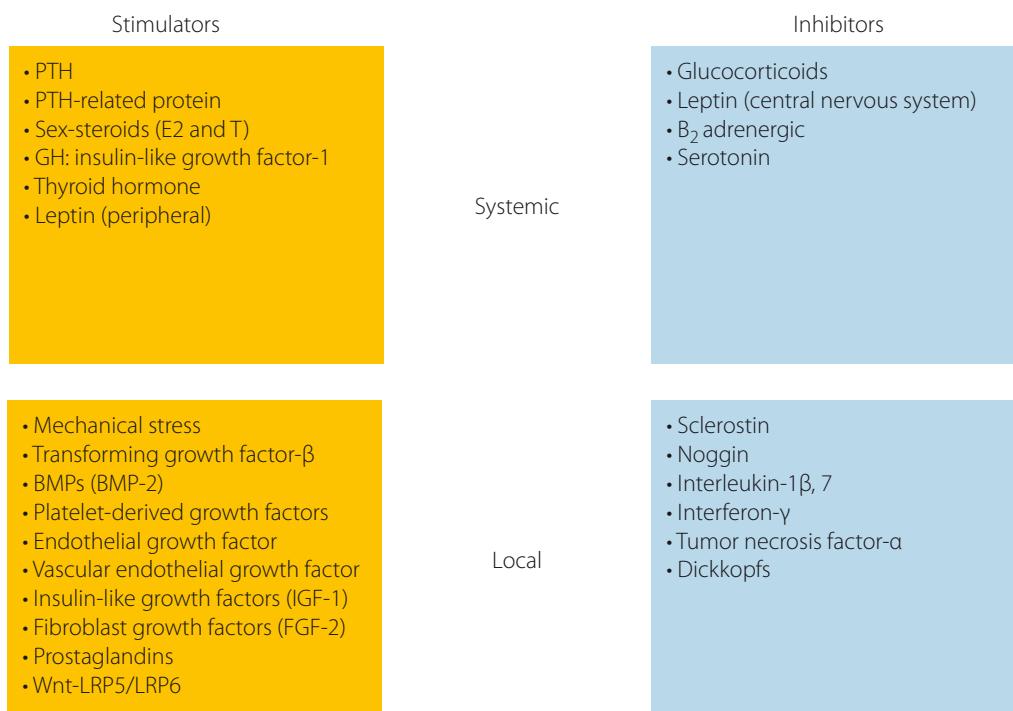 Stimulators
Inhibitors
• PTH
• PTH-related protein
• Sex-steroids (E2 and T)
• GH: insulin-like growth factor-1
• Thyroid hormone
• Leptin (peripheral)
Systemic
• Glucocorticoids
• Leptin (central nervous system)
• B₂ adrenergic
• Serotonin
• Mechanical stress
• Transforming growth factor-β
• BMPs (BMP-2)
• Platelet-derived growth factors
• Endothelial growth factor
• Vascular endothelial growth factor
• Insulin-like growth factors (IGF-1)
• Fibroblast growth factors (FGF-2)
• Prostaglandins
• Wnt-LRP5/LRP6
Local
• Sclerostin
• Noggin
• Interleukin-1β, 7
• Interferon-γ
• Tumor necrosis factor-α
• Dickkopfs